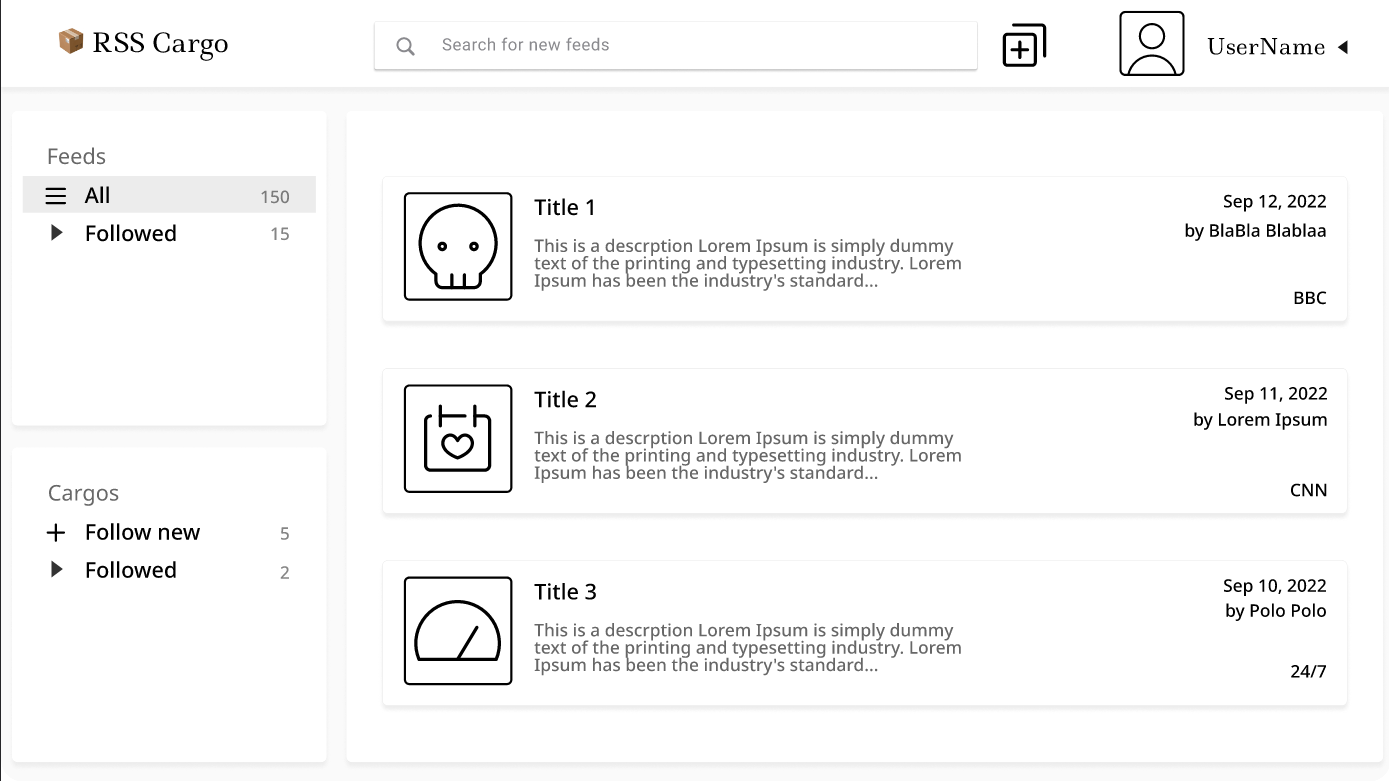 RSS Cargo
Search for new feeds
UserName
Feeds
All 150
Followed 15
Cargos
Follow new 5
Followed 2
Title 1
This is a descrption Lorem Ipsum is simply dummy
text of the printing and typesetting industry. Lorem
Ipsum has been the industry's standard...
Sep 12, 2022
by BlaBla Blablaa
BBC
Title 2
This is a descrption Lorem Ipsum is simply dummy
text of the printing and typesetting industry. Lorem
Ipsum has been the industry's standard...
Sep 11, 2022
by Lorem Ipsum
CNN
Title 3
This is a descrption Lorem Ipsum is simply dummy
text of the printing and typesetting industry. Lorem
Ipsum has been the industry's standard...
Sep 10, 2022
by Polo Polo
24/7